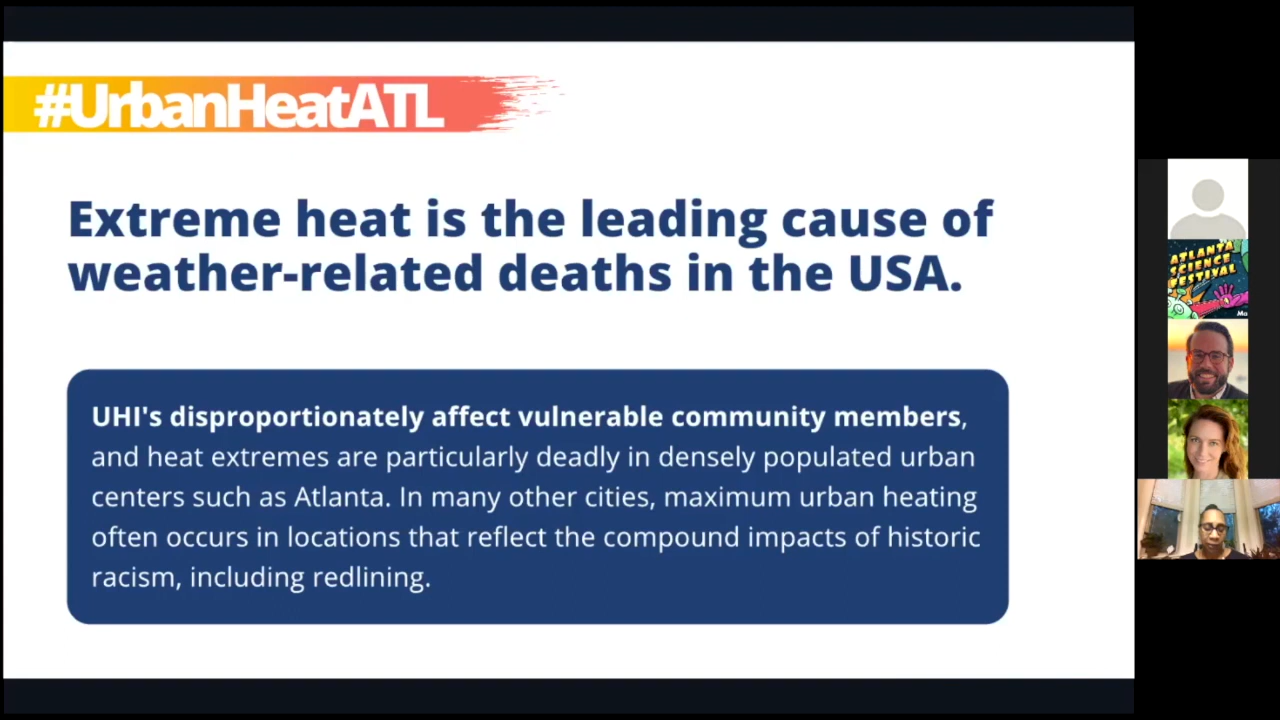 #UrbanHeatATL
Extreme heat is the leading cause of
weather-related deaths in the USA.
UHI's disproportionately affect vulnerable community members,
and heat extremes are particularly deadly in densely populated urban
centers such as Atlanta. In many other cities, maximum urban heating
often occurs in locations that reflect the compound impacts of historic
racism, including redlining.
ATLANTA
SCIENCE
FESTIVAL
Ma